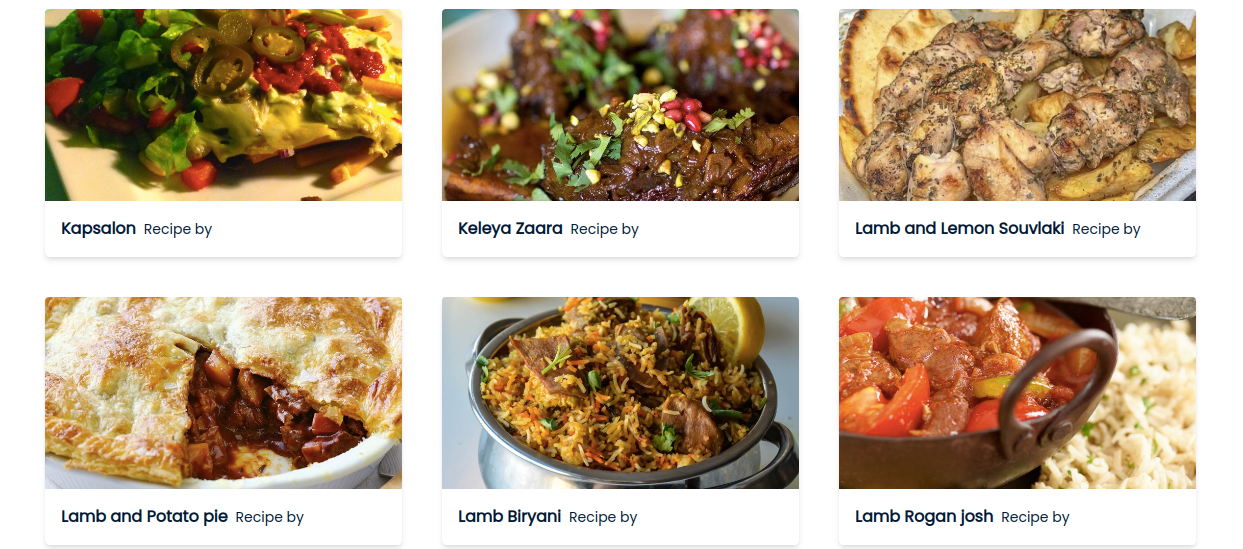 Kapsalon Recipe by
Keleya Zaara Recipe by
Lamb and Lemon Souvlaki Recipe by
Lamb and Potato pie Recipe by
Lamb Biryani Recipe by
Lamb Rogan josh Recipe by